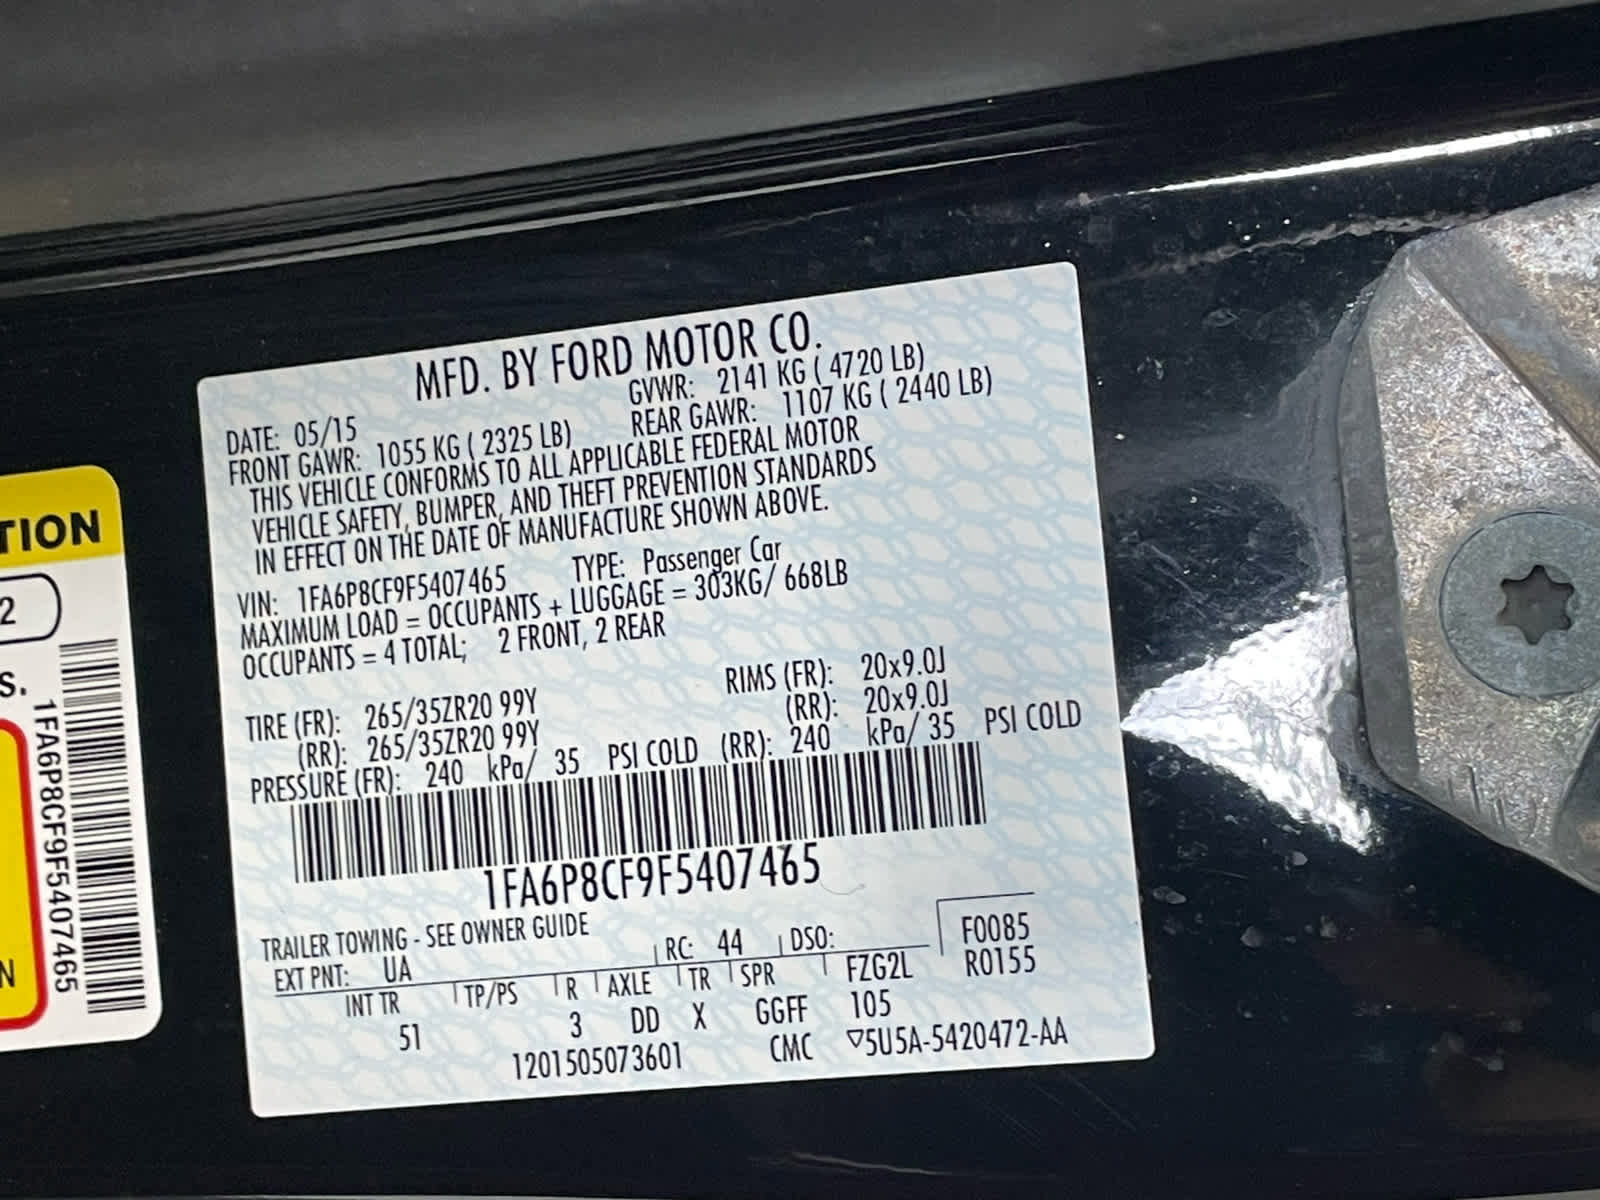 TION
2
S.
1FA6P8CF9F5407465
N
MFD. BY FORD MOTOR CO.
DATE: 05/15 GVWR: 2141 KG ( 4720 LB)
FRONT GAWR: 1055 KG ( 2325 LB) REAR GAWR: 1107 KG ( 2440 LB)
THIS VEHICLE CONFORMS TO ALL APPLICABLE FEDERAL MOTOR
VEHICLE SAFETY, BUMPER, AND THEFT PREVENTION STANDARDS
IN EFFECT ON THE DATE OF MANUFACTURE SHOWN ABOVE.
VIN: 1FA6P8CF9F5407465 TYPE: Passenger Car
MAXIMUM LOAD = OCCUPANTS + LUGGAGE = 303KG/ 668LB
OCCUPANTS = 4 TOTAL; 2 FRONT, 2 REAR
TIRE (FR): 265/35ZR20 99Y RIMS (FR): 20x9.0J
(RR): 265/35ZR20 99Y (RR): 20x9.0J
PRESSURE (FR): 240 kPa/ 35 PSI COLD (RR): 240 kPa/ 35 PSI COLD
1FA6P8CF9F5407465
TRAILER TOWING - SEE OWNER GUIDE
EXT PNT: UA RC: 44 DSO: F0085
INT TR TP/PS R AXLE TR SPR FZG2L R0155
51 3 DD X GGFF 105
1201505073601 CMC ▽5U5A-5420472-AA